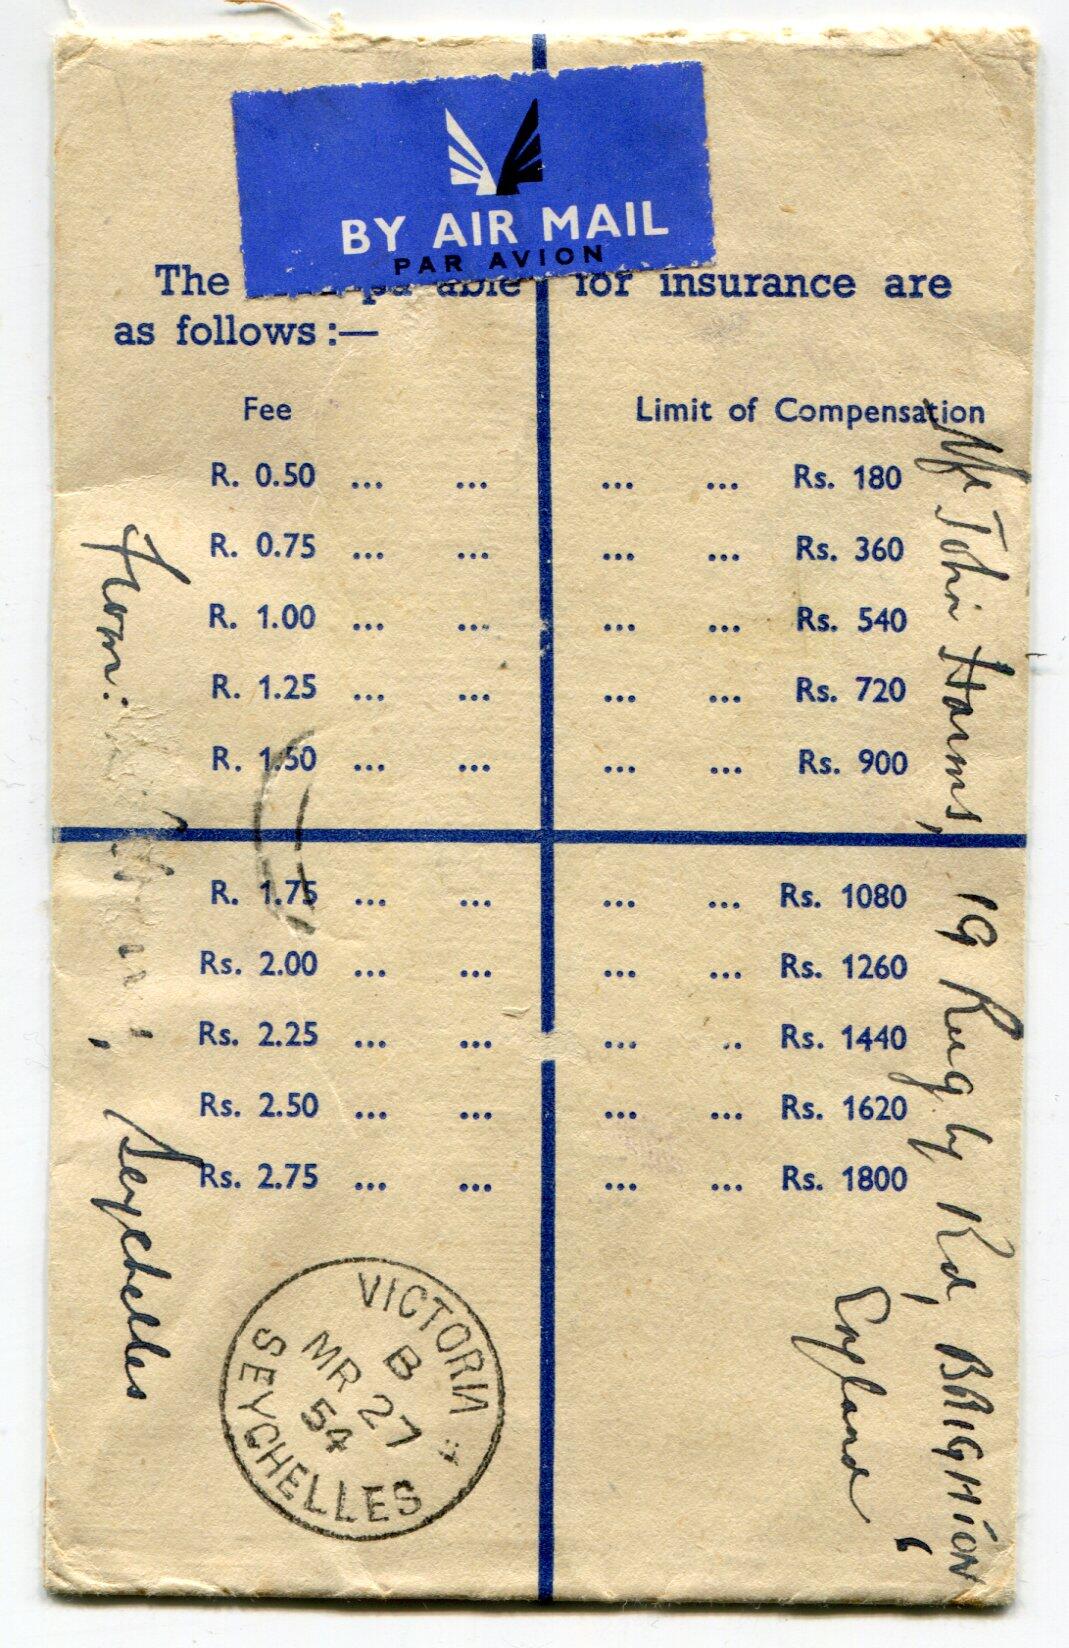 BY AIR MAIL
PAR AVION
The able for insurance are
as follows :—
Fee Limit of Compensation
R. 0.50 ... ... ... ... Rs. 180
R. 0.75 ... ... ... ... Rs. 360
R. 1.00 ... ... ... ... Rs. 540
R. 1.25 ... ... ... ... Rs. 720
R. 1.50 ... ... ... ... Rs. 900
R. 1.75 ... ... ... ... Rs. 1080
Rs. 2.00 ... ... ... ... Rs. 1260
Rs. 2.25 ... ... ... .. Rs. 1440
Rs. 2.50 ... ... ... ... Rs. 1620
Rs. 2.75 ... ... ... ... Rs. 1800
From:
, Seychelles
Mr John Harms, 19 Rugby Rd, BRIGHTON,
England
VICTORIA
B
MR 27
54
SEYCHELLES